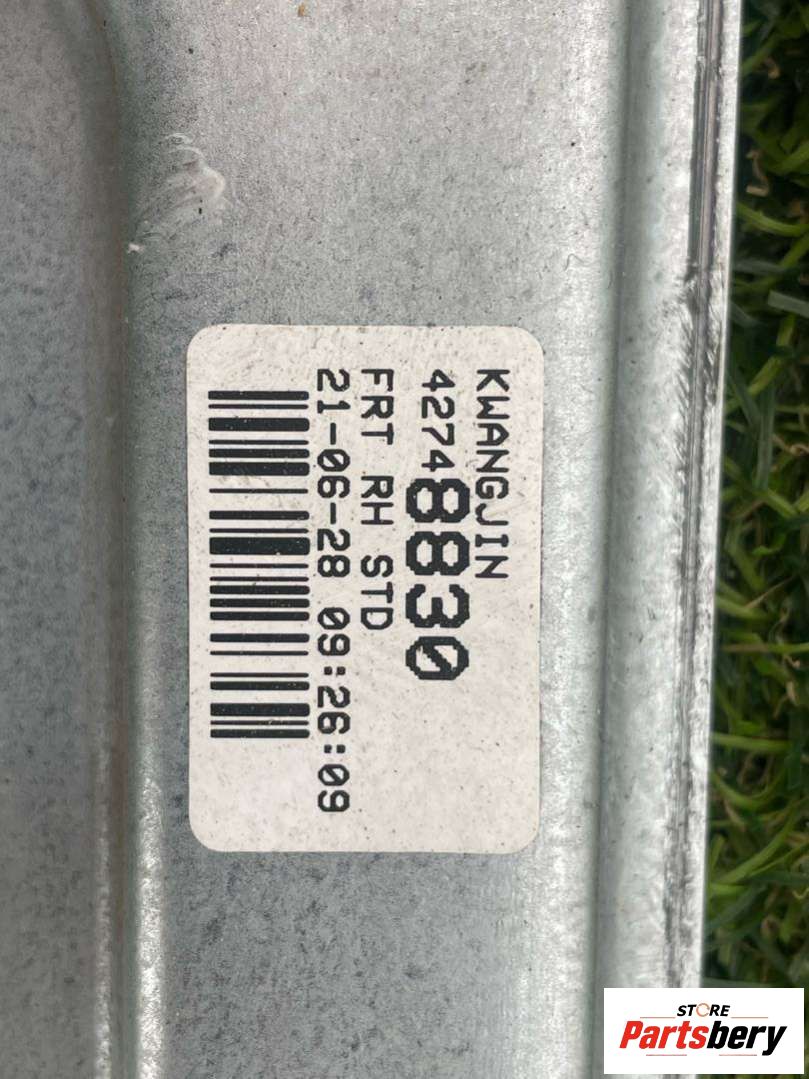 KWANGJIN
42748830
FRT RH STD
21-06-28 09:26:09
STORE
Partsbery